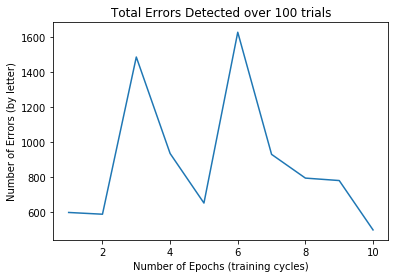 Total Errors Detected over 100 trials
Number of Errors (by letter)
1600
1400
1200
1000
800
600
2 4 6 8 10
Number of Epochs (training cycles)